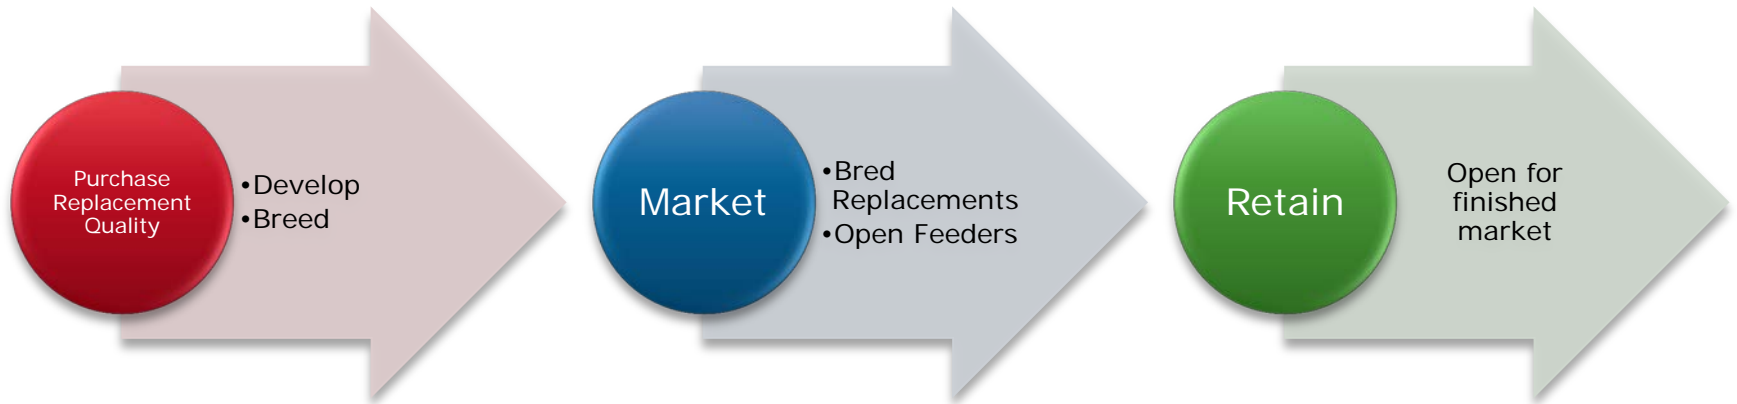 Purchase
Replacement
Quality
•Develop
•Breed
Market
•Bred
Replacements
•Open Feeders
Retain
Open for
finished
market